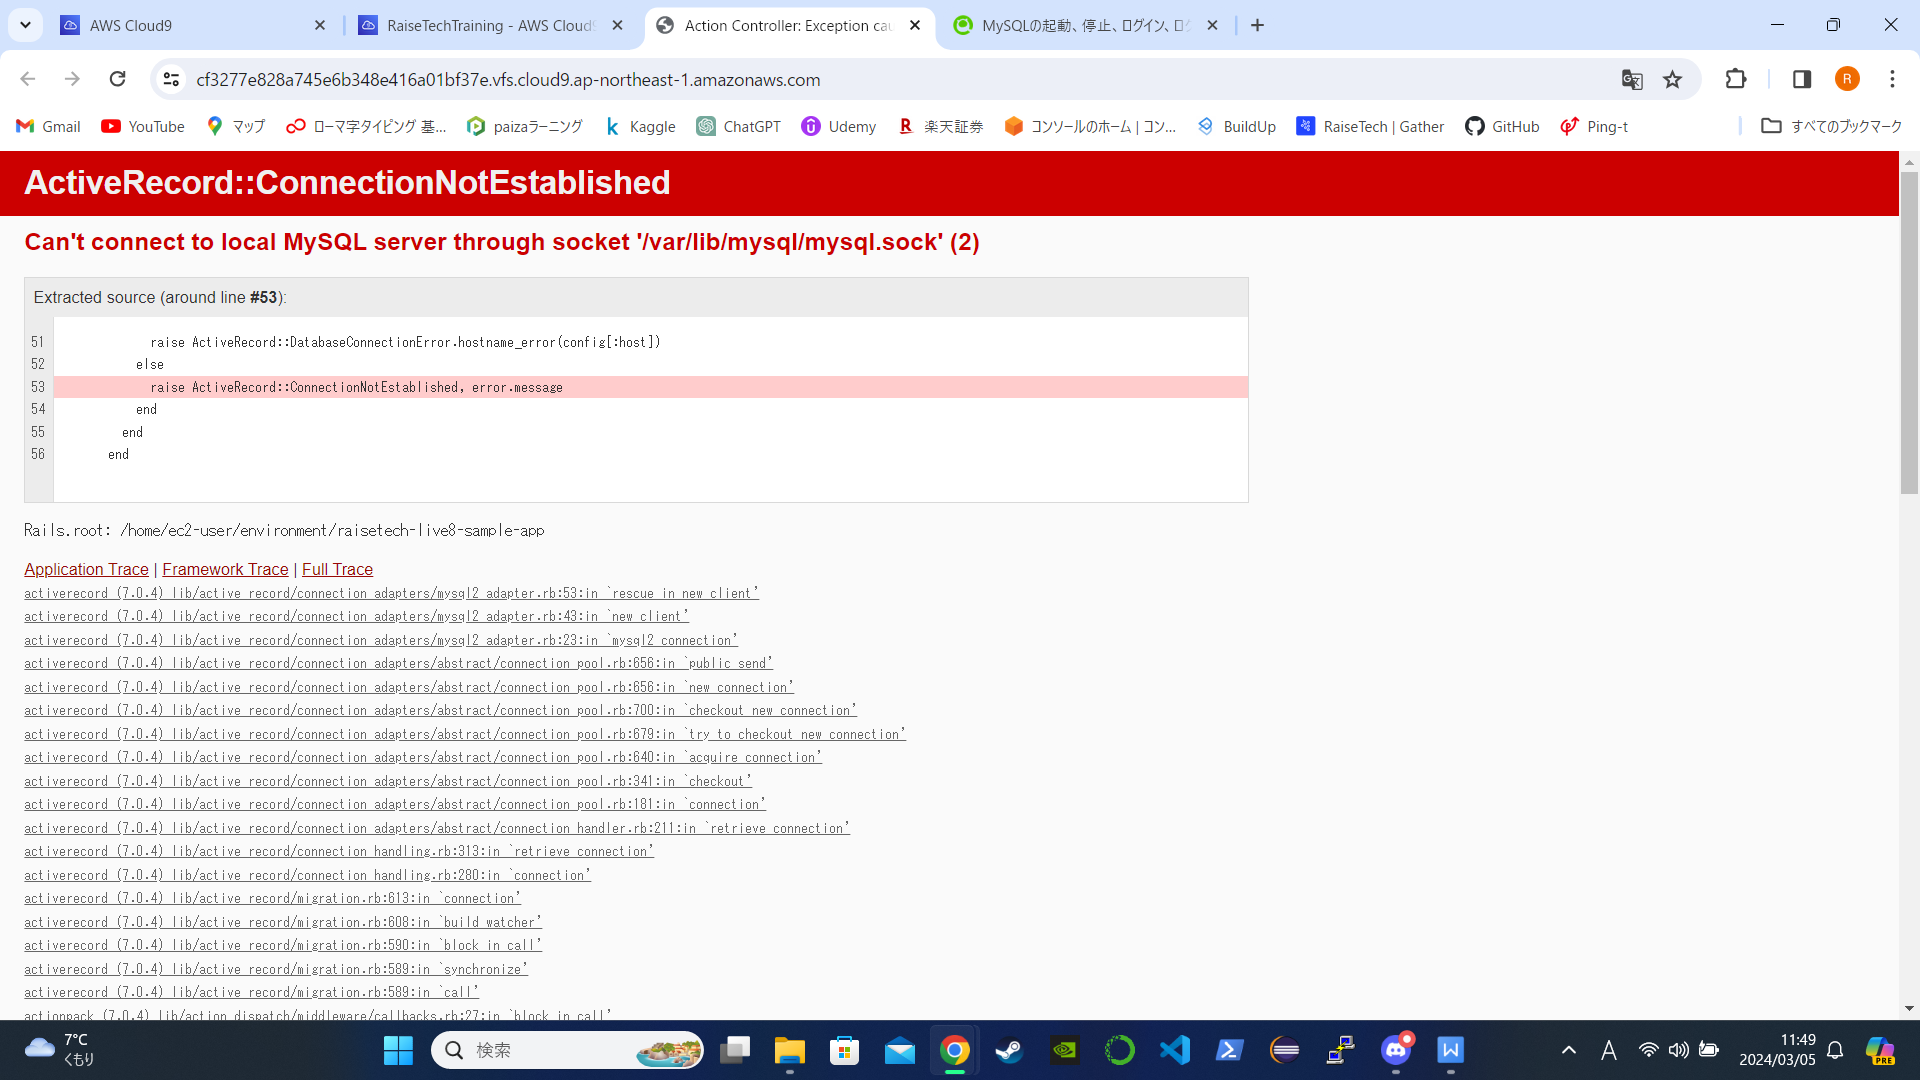 AWS Cloud9
RaiseTechTraining - AWS Cloud9
Action Controller: Exception cau
MySQLの起動、停止、ログイン、ログ
cf3277e828a745e6b348e416a01bf37e.vfs.cloud9.ap-northeast-1.amazonaws.com
R
Gmail
YouTube
マップ
ローマ字タイピング 基...
paizaラーニング
Kaggle
ChatGPT
Udemy
楽天証券
コンソールのホーム | コン...
BuildUp
RaiseTech | Gather
GitHub
Ping-t
すべてのブックマーク
ActiveRecord::ConnectionNotEstablished
Can't connect to local MySQL server through socket '/var/lib/mysql/mysql.sock' (2)
Extracted source (around line #53):
51 raise ActiveRecord::DatabaseConnectionError.hostname_error(config[:host])
52 else
53 raise ActiveRecord::ConnectionNotEstablished, error.message
54 end
55 end
56 end
Rails.root: /home/ec2-user/environment/raisetech-live8-sample-app
Application Trace | Framework Trace | Full Trace
activerecord (7.0.4) lib/active_record/connection_adapters/mysql2_adapter.rb:53:in `rescue in new_client'
activerecord (7.0.4) lib/active_record/connection_adapters/mysql2_adapter.rb:43:in `new_client'
activerecord (7.0.4) lib/active_record/connection_adapters/mysql2_adapter.rb:23:in `mysql2_connection'
activerecord (7.0.4) lib/active_record/connection_adapters/abstract/connection_pool.rb:656:in `public_send'
activerecord (7.0.4) lib/active_record/connection_adapters/abstract/connection_pool.rb:656:in `new_connection'
activerecord (7.0.4) lib/active_record/connection_adapters/abstract/connection_pool.rb:700:in `checkout_new_connection'
activerecord (7.0.4) lib/active_record/connection_adapters/abstract/connection_pool.rb:679:in `try_to_checkout_new_connection'
activerecord (7.0.4) lib/active_record/connection_adapters/abstract/connection_pool.rb:640:in `acquire_connection'
activerecord (7.0.4) lib/active_record/connection_adapters/abstract/connection_pool.rb:341:in `checkout'
activerecord (7.0.4) lib/active_record/connection_adapters/abstract/connection_pool.rb:181:in `connection'
activerecord (7.0.4) lib/active_record/connection_adapters/abstract/connection_handler.rb:211:in `retrieve_connection'
activerecord (7.0.4) lib/active_record/connection_handling.rb:313:in `retrieve_connection'
activerecord (7.0.4) lib/active_record/connection_handling.rb:280:in `connection'
activerecord (7.0.4) lib/active_record/migration.rb:613:in `connection'
activerecord (7.0.4) lib/active_record/migration.rb:608:in `build_watcher'
activerecord (7.0.4) lib/active_record/migration.rb:590:in `block in call'
activerecord (7.0.4) lib/active_record/migration.rb:589:in `synchronize'
activerecord (7.0.4) lib/active_record/migration.rb:589:in `call'
actionpack (7.0.4) lib/action_dispatch/middleware/callbacks.rb:27:in `block in call'
7°C
くもり
検索
A
11:49
2024/03/05
PRE